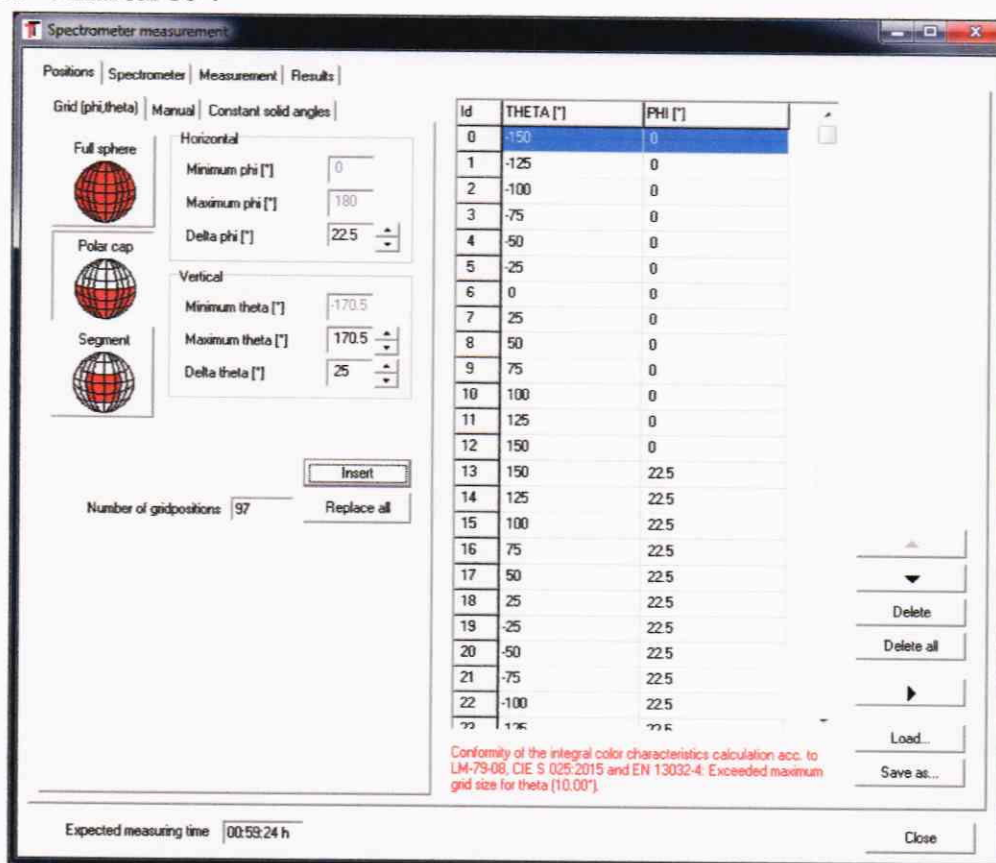 Spectrometer measurement
Positions Spectrometer Measurement Results
Grid (phi,theta) Manual Constant solid angles
Full sphere
Polar cap
Segment
Horizontal
Minimum phi [°] 0
Maximum phi [°] 180
Delta phi [°] 22.5
Vertical
Minimum theta [°] -170.5
Maximum theta [°] 170.5
Delta theta [°] 25
Insert
Number of gridpositions 97 Replace all
Id THETA [°] PHI [°]
0 -150 0
1 -125 0
2 -100 0
3 -75 0
4 -50 0
5 -25 0
6 0 0
7 25 0
8 50 0
9 75 0
10 100 0
11 125 0
12 150 0
13 150 22.5
14 125 22.5
15 100 22.5
16 75 22.5
17 50 22.5
18 25 22.5
19 -25 22.5
20 -50 22.5
21 -75 22.5
22 -100 22.5
Conformity of the integral color characteristics calculation acc. to
LM-79-08, CIE S 025:2015 and EN 13032-4: Exceeded maximum
grid size for theta (10.00°).
Delete
Delete all
Load...
Save as...
Expected measuring time 00:59:24 h
Close